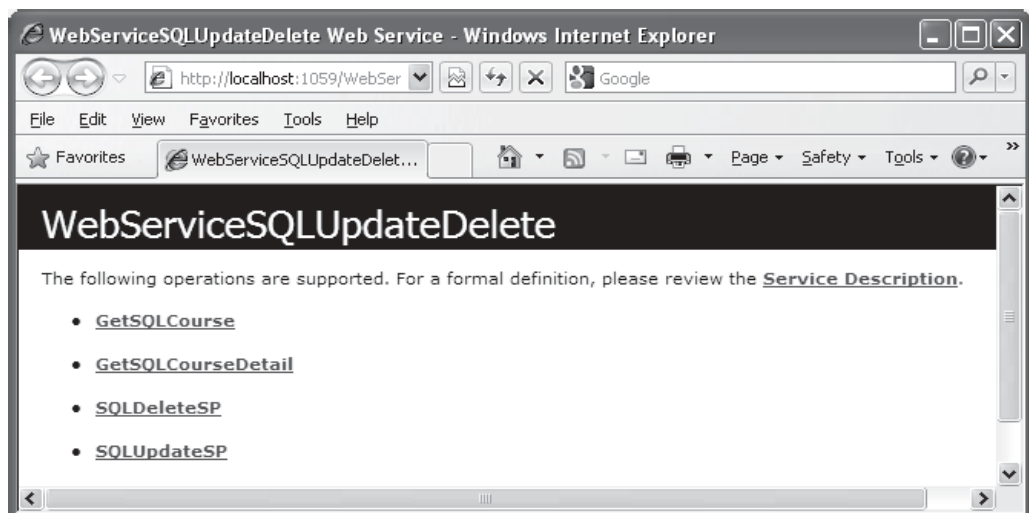 WebServiceSQLUpdateDelete Web Service - Windows Internet Explorer
http://localhost:1059/WebSer
Google
File Edit View Favorites Tools Help
Favorites
WebServiceSQLUpdateDelet...
Page Safety Tools
»
WebServiceSQLUpdateDelete
The following operations are supported. For a formal definition, please review the Service Description.
• GetSQLCourse
• GetSQLCourseDetail
• SQLDeleteSP
• SQLUpdateSP